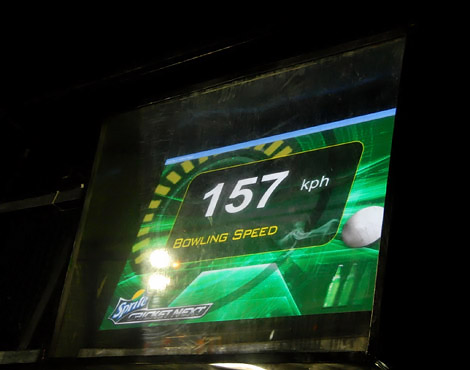 157 kph
BOWLING SPEED
Sprite
CRICKET NEXT